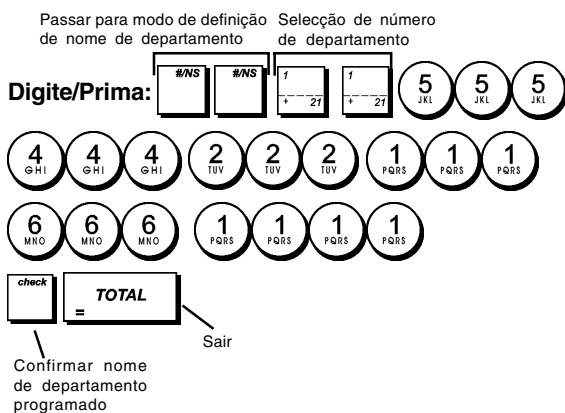 Passar para modo de definição Selecção de número
de nome de departamento de departamento
Digite/Prima: #/NS #/NS 1 + 21 1 + 21 5 JKL 5 JKL 5 JKL
4 GHI 4 GHI 4 GHI 2 TUV 2 TUV 2 TUV 1 PQRS 1 PQRS 1 PQRS
6 MNO 6 MNO 6 MNO 1 PQRS 1 PQRS 1 PQRS 1 PQRS
check TOTAL =
Sair
Confirmar nome
de departamento
programado